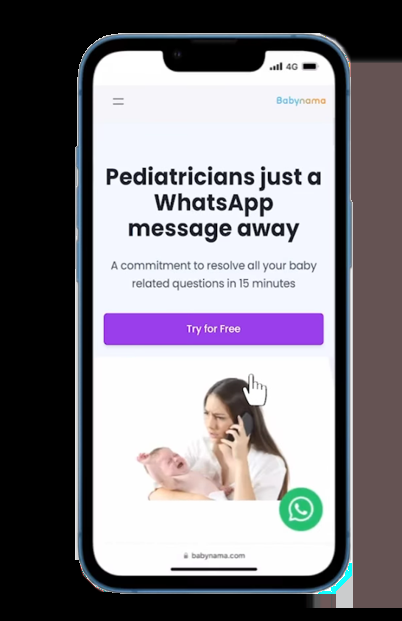 4G
Babynama
Pediatricians just a
WhatsApp
message away
A commitment to resolve all your baby
related questions in 15 minutes
Try for Free
babynama.com